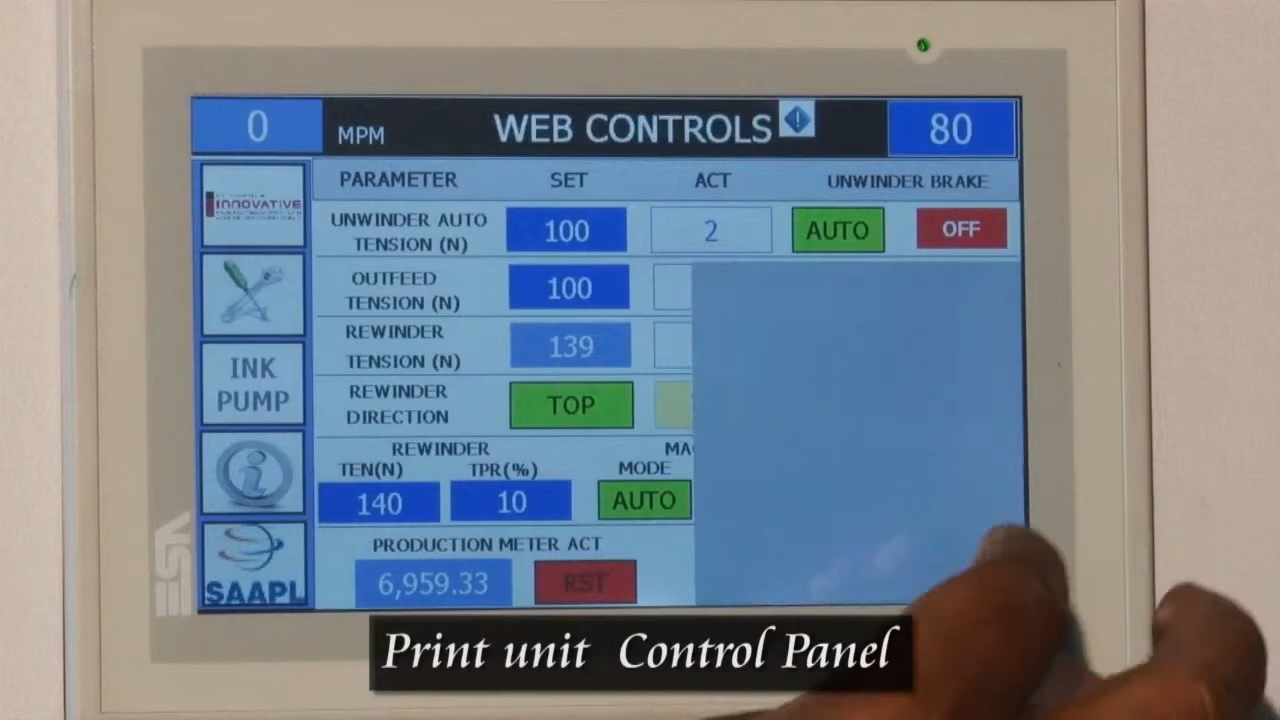 0 MPM WEB CONTROLS 80
PARAMETER SET ACT UNWINDER BRAKE
UNWINDER AUTO
TENSION (N) 100 2 AUTO OFF
OUTFEED
TENSION (N) 100
REWINDER
TENSION (N) 139
REWINDER
DIRECTION TOP
REWINDER
TEN(N) TPR(%) MODE
140 10 AUTO
PRODUCTION METER ACT
6,959.33 RST
INNOVATIVE
INK
PUMP
SAAPL
Print unit Control Panel